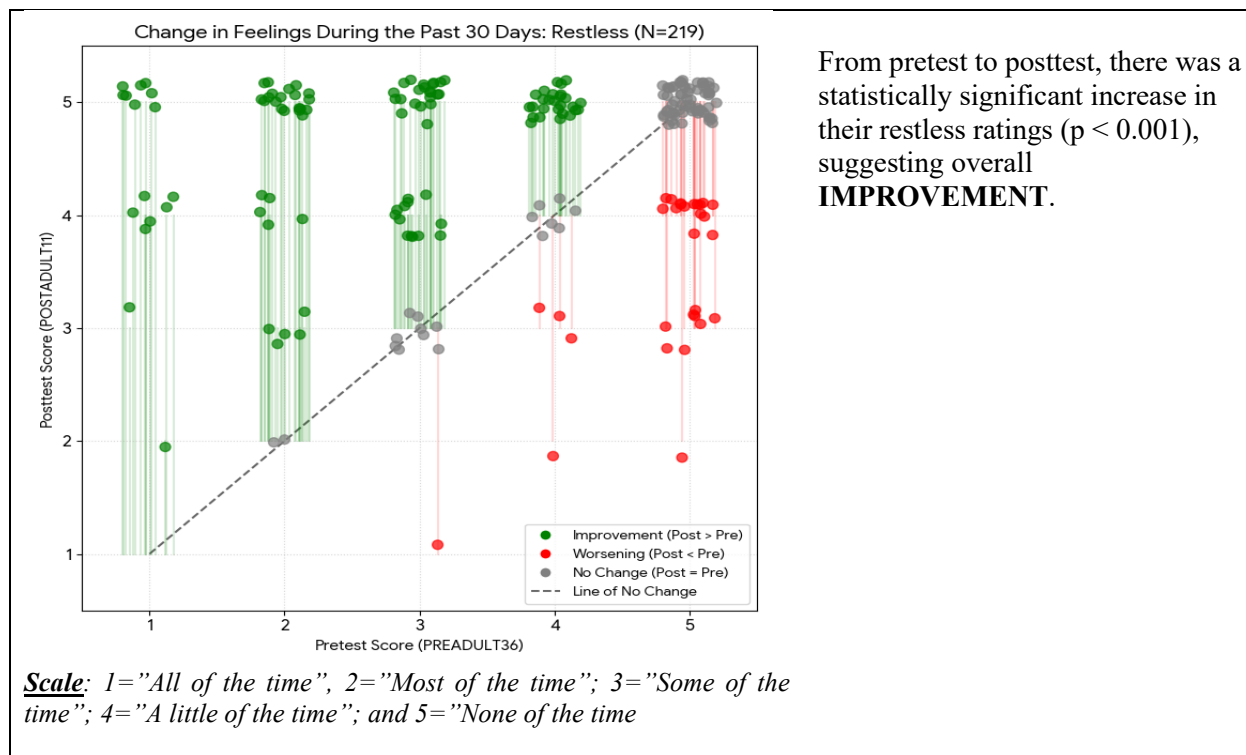 Change in Feelings During the Past 30 Days: Restless (N=219)
Posttest Score (POSTADULT11)
5
4
3
2
1
Improvement (Post > Pre)
Worsening (Post < Pre)
No Change (Post = Pre)
Line of No Change
1 2 3 4 5
Pretest Score (PREADULT36)
Scale: 1=”All of the time”, 2=”Most of the time”; 3=”Some of the
time”; 4=”A little of the time”; and 5=”None of the time
From pretest to posttest, there was a
statistically significant increase in
their restless ratings (p < 0.001),
suggesting overall
IMPROVEMENT.